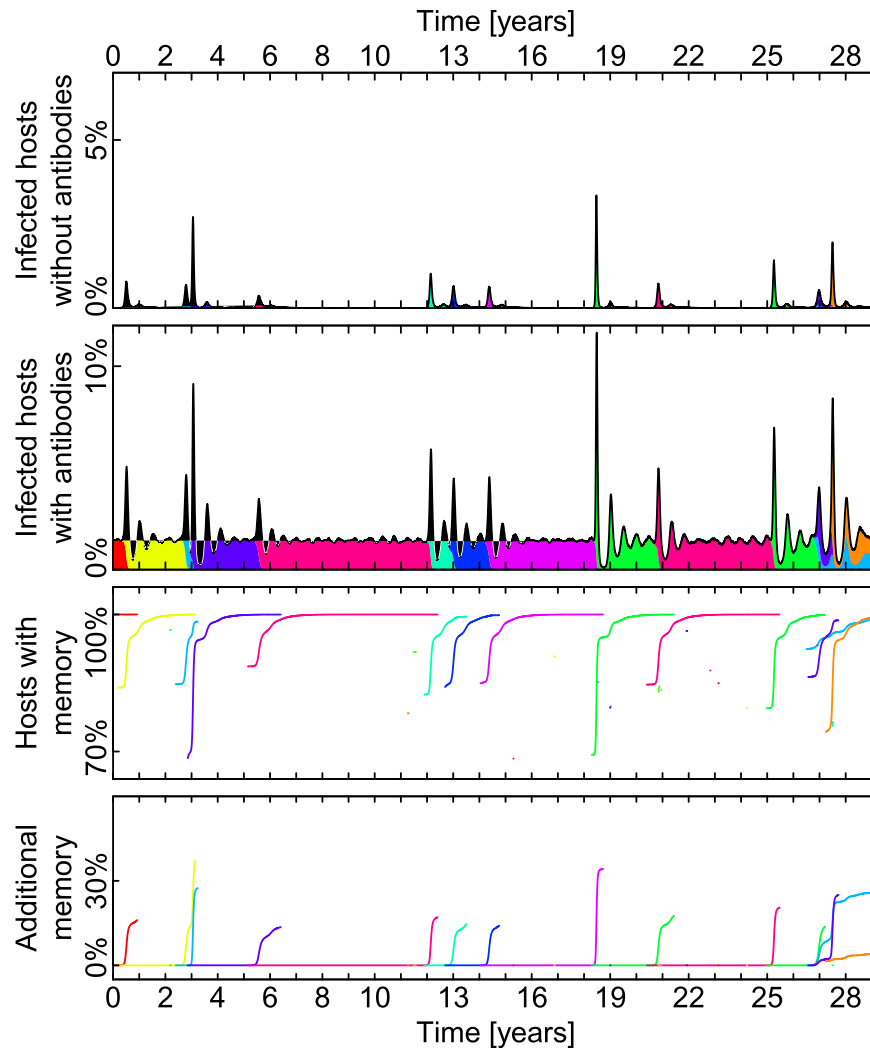 Time [years]
0 2 4 6 8 10 13 16 19 22 25 28
Infected hosts
without antibodies
5%
0%
Infected hosts
with antibodies
10%
0%
Hosts with
memory
100%
70%
Additional
memory
30%
0%
0 2 4 6 8 10 13 16 19 22 25 28
Time [years]